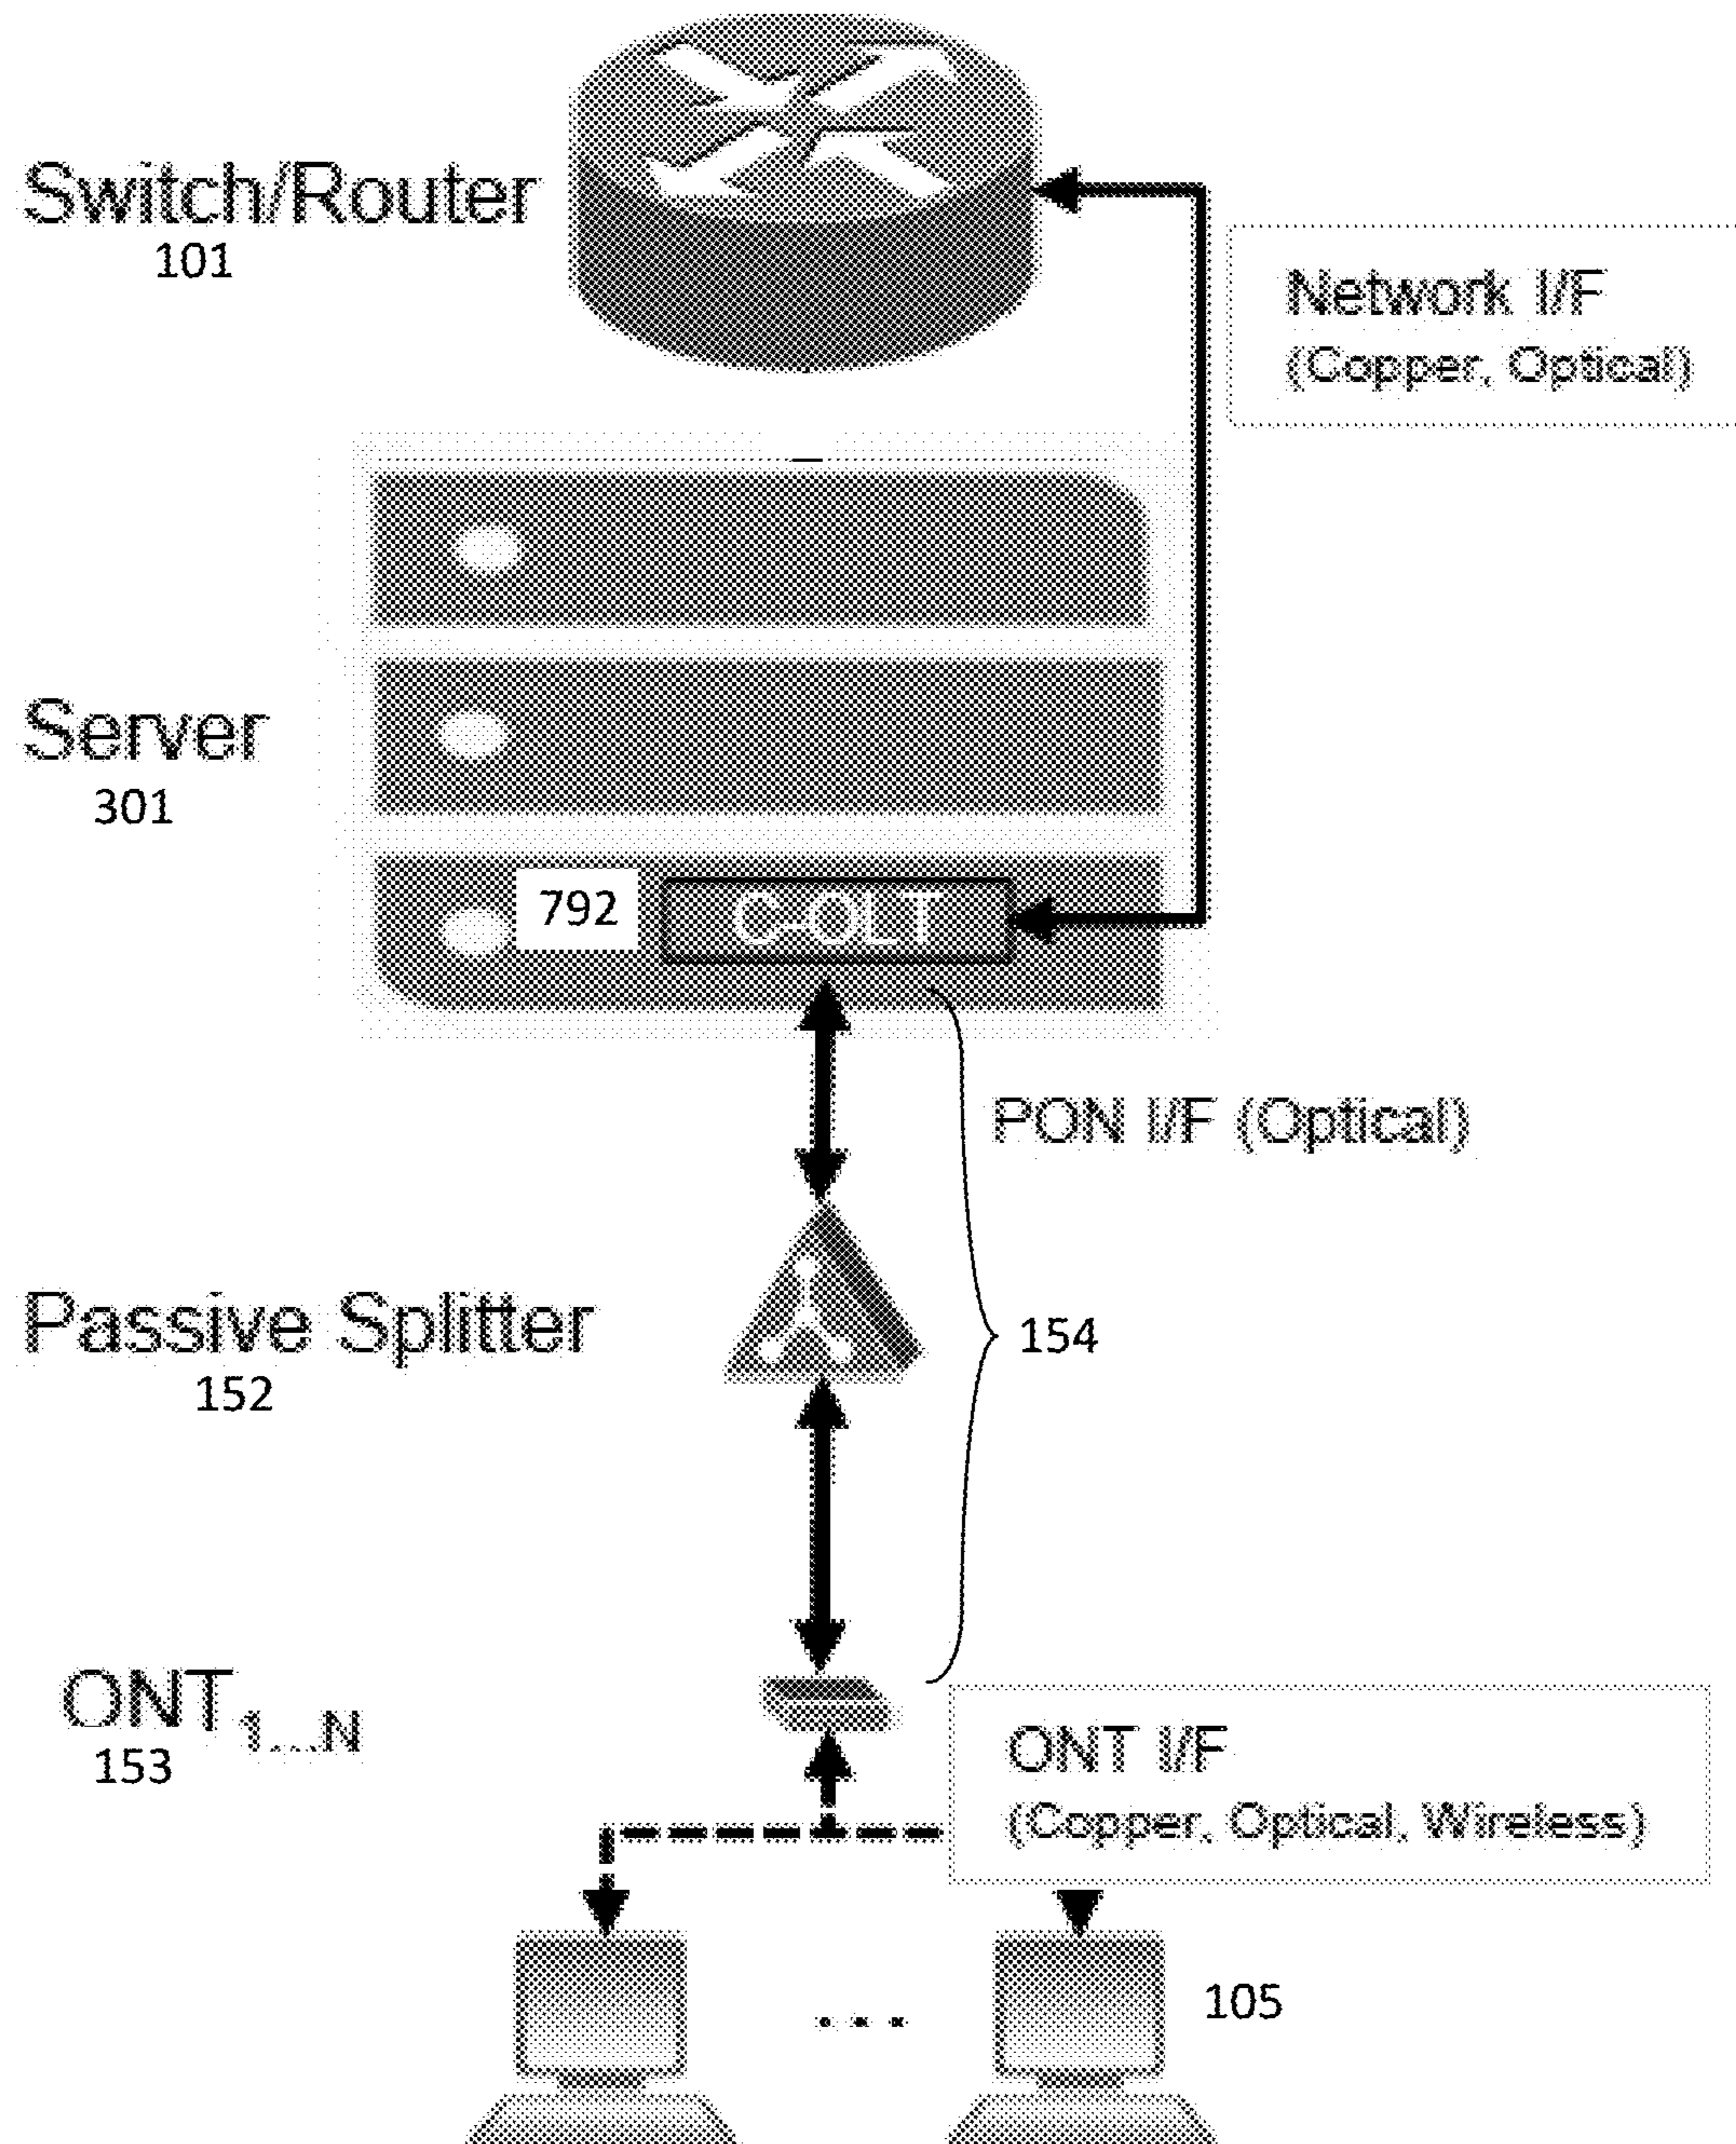 Switch/Router
101
Network I/F
(Copper, Optical)
Server
301
792
C-OLT
PON I/F (Optical)
Passive Splitter
152
154
ONT1...N
153
ONT I/F
(Copper, Optical, Wireless)
105
...